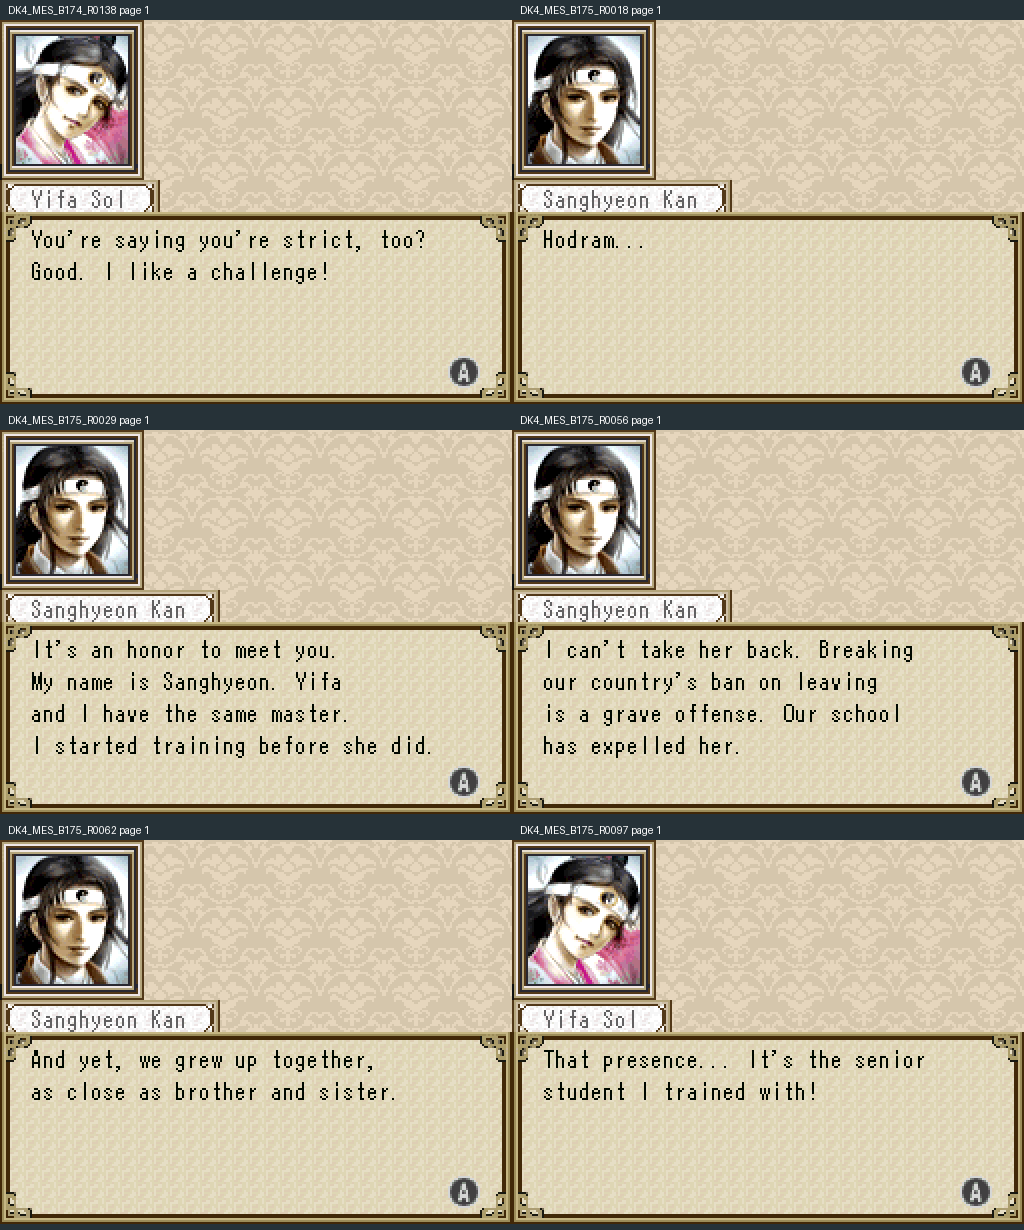 DK4_MES_B174_R0138 page 1
Yifa Sol
You're saying you're strict, too?
Good. I like a challenge!
A
DK4_MES_B175_R0018 page 1
Sanghyeon Kan
Hodram...
A
DK4_MES_B175_R0029 page 1
Sanghyeon Kan
It's an honor to meet you.
My name is Sanghyeon. Yifa
and I have the same master.
I started training before she did.
A
DK4_MES_B175_R0056 page 1
Sanghyeon Kan
I can't take her back. Breaking
our country's ban on leaving
is a grave offense. Our school
has expelled her.
A
DK4_MES_B175_R0062 page 1
Sanghyeon Kan
And yet, we grew up together,
as close as brother and sister.
A
DK4_MES_B175_R0097 page 1
Yifa Sol
That presence... It's the senior
student I trained with!
A